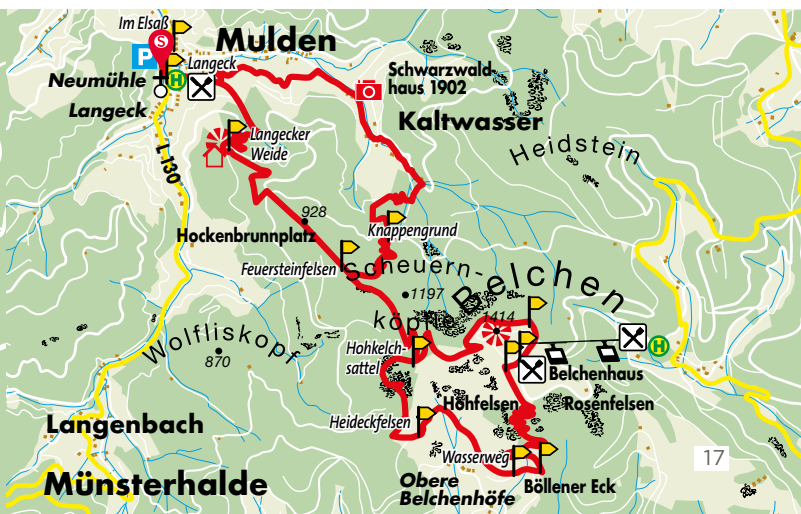 Im Elsaß
Mulden
S
P
H
Neumühle
Langeck
Langeck
Schwarzwald-
haus 1902
Kaltwasser
Langecker
Weide
Heidstein
L 130
928
Hockenbrunnplatz
Knappengrund
Feuersteinfelsen
Scheuern-
köpfle
Belchen
1197
1414
Wolfliskopf
870
Hohkelch-
sattel
H
Belchenhaus
Höhfelsen
Rosenfelsen
Heideckfelsen
Langenbach
Wasserweg
17
Münsterhalde
Obere
Belchenhöfe
Böllener Eck